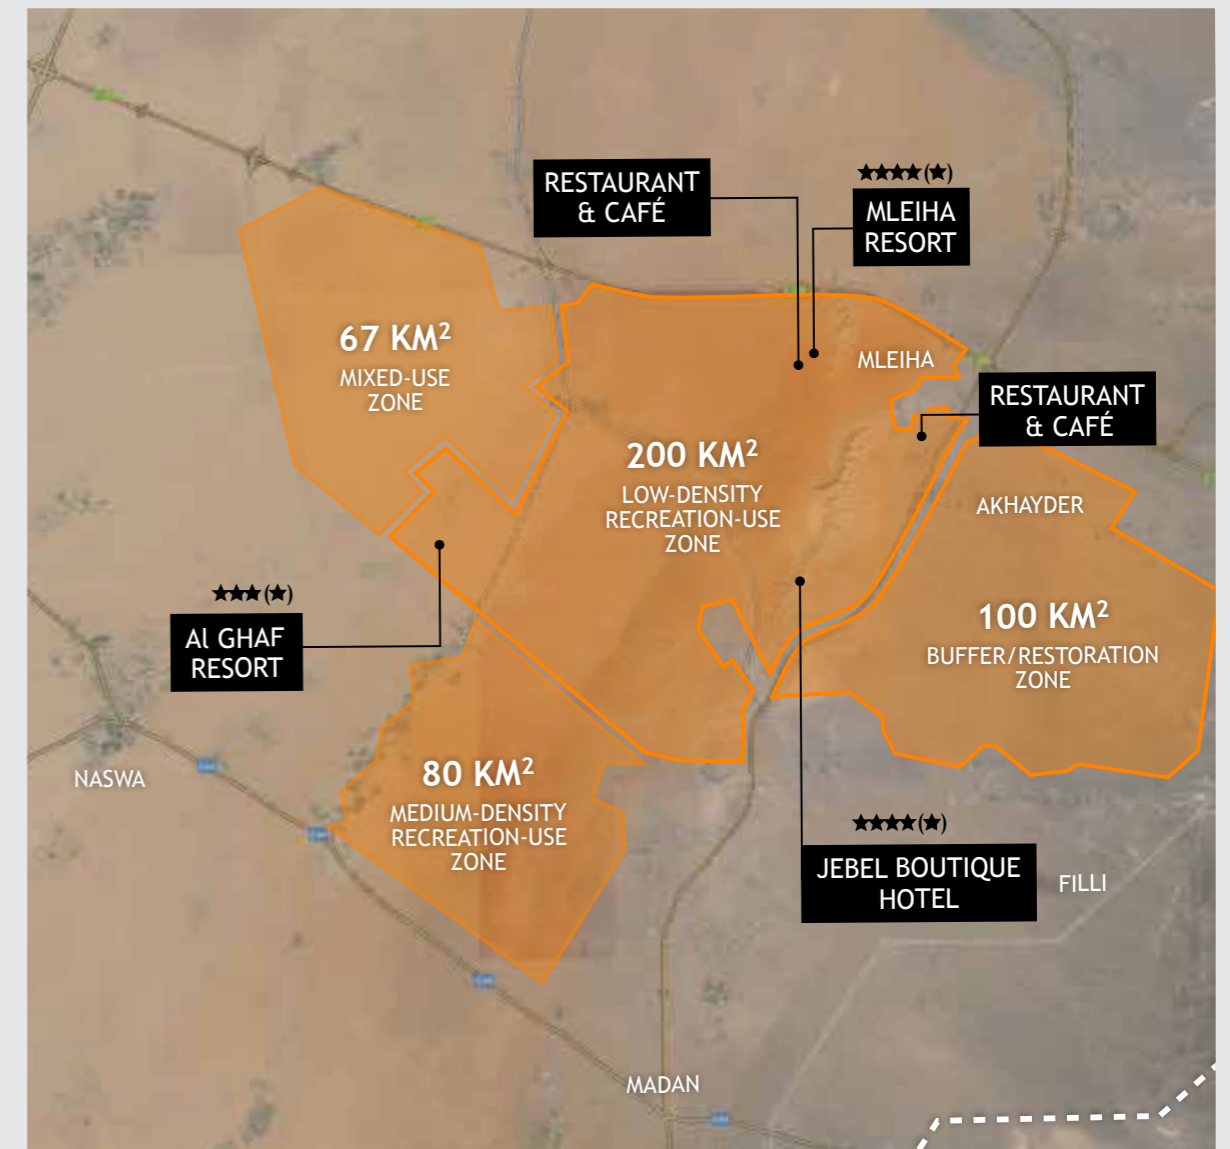 RESTAURANT
& CAFÉ
★★★★(★)
MLEIHA
RESORT
67 KM²
MIXED-USE
ZONE
MLEIHA
RESTAURANT
& CAFÉ
200 KM²
LOW-DENSITY
RECREATION-USE
ZONE
AKHAYDER
★★★(★)
Al GHAF
RESORT
100 KM²
BUFFER/RESTORATION
ZONE
NASWA
80 KM²
MEDIUM-DENSITY
RECREATION-USE
ZONE
★★★★(★)
JEBEL BOUTIQUE
HOTEL
FILLI
MADAN